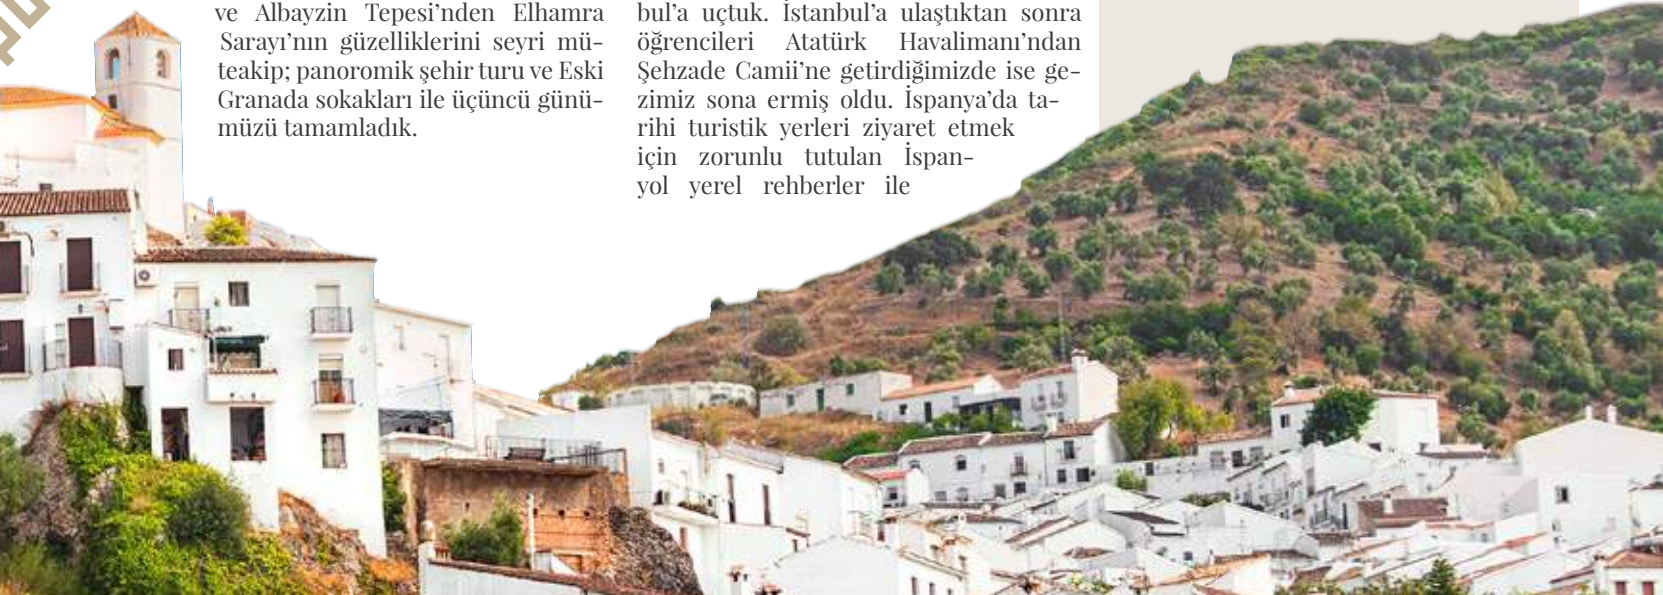 ve Albayzin Tepesi’nden Elhamra
Sarayı’nın güzelliklerini seyri mü-
teakip; panoromik şehir turu ve Eski
Granada sokakları ile üçüncü günü-
müzü tamamladık.
bul’a uçtuk. İstanbul’a ulaştıktan sonra
öğrencileri Atatürk Havalimanı’ndan
Şehzade Camii’ne getirdiğimizde ise ge-
zimiz sona ermiş oldu. İspanya’da ta-
rihi turistik yerleri ziyaret etmek
için zorunlu tutulan İspan-
yol yerel rehberler ile